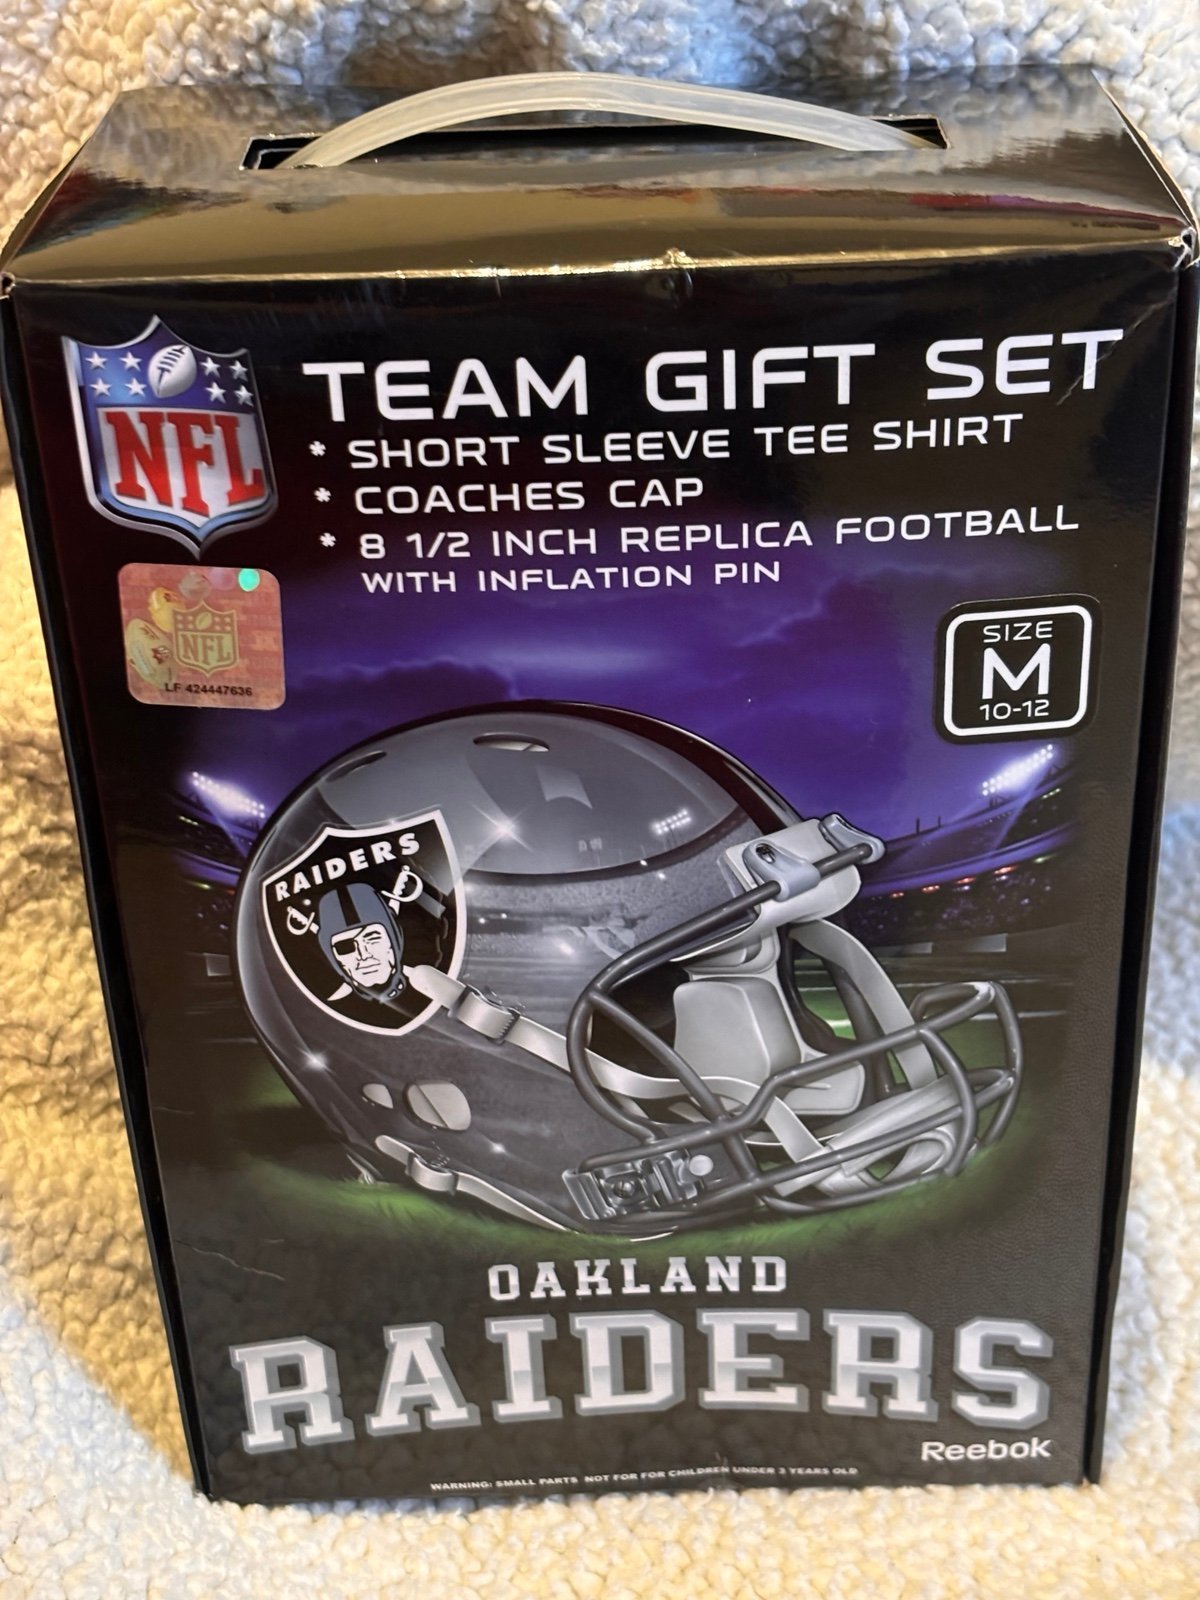 NFL
TEAM GIFT SET
* SHORT SLEEVE TEE SHIRT
* COACHES CAP
* 8 1/2 INCH REPLICA FOOTBALL
WITH INFLATION PIN
NFL
LF 424447636
SIZE
M
10-12
RAIDERS
OAKLAND
RAIDERS
Reebok
WARNING: SMALL PARTS NOT FOR FOR CHILDREN UNDER 3 YEARS OLD